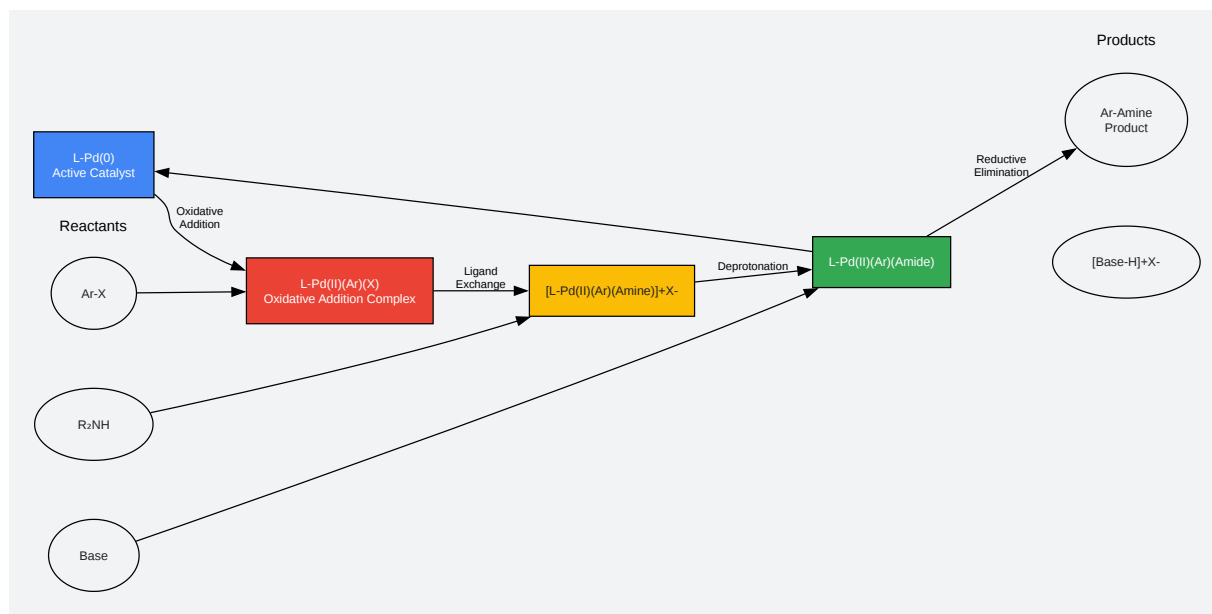 Products
Ar-Amine
Product
L-Pd(0)
Active Catalyst
Reductive
Elimination
Oxidative
Addition
Reactants
L-Pd(II)(Ar)(Amide)
[Base-H]+X-
Deprotonation
Ligand
Exchange
L-Pd(II)(Ar)(X)
Oxidative Addition Complex
[L-Pd(II)(Ar)(Amine)]+X-
Ar-X
R₂NH
Base